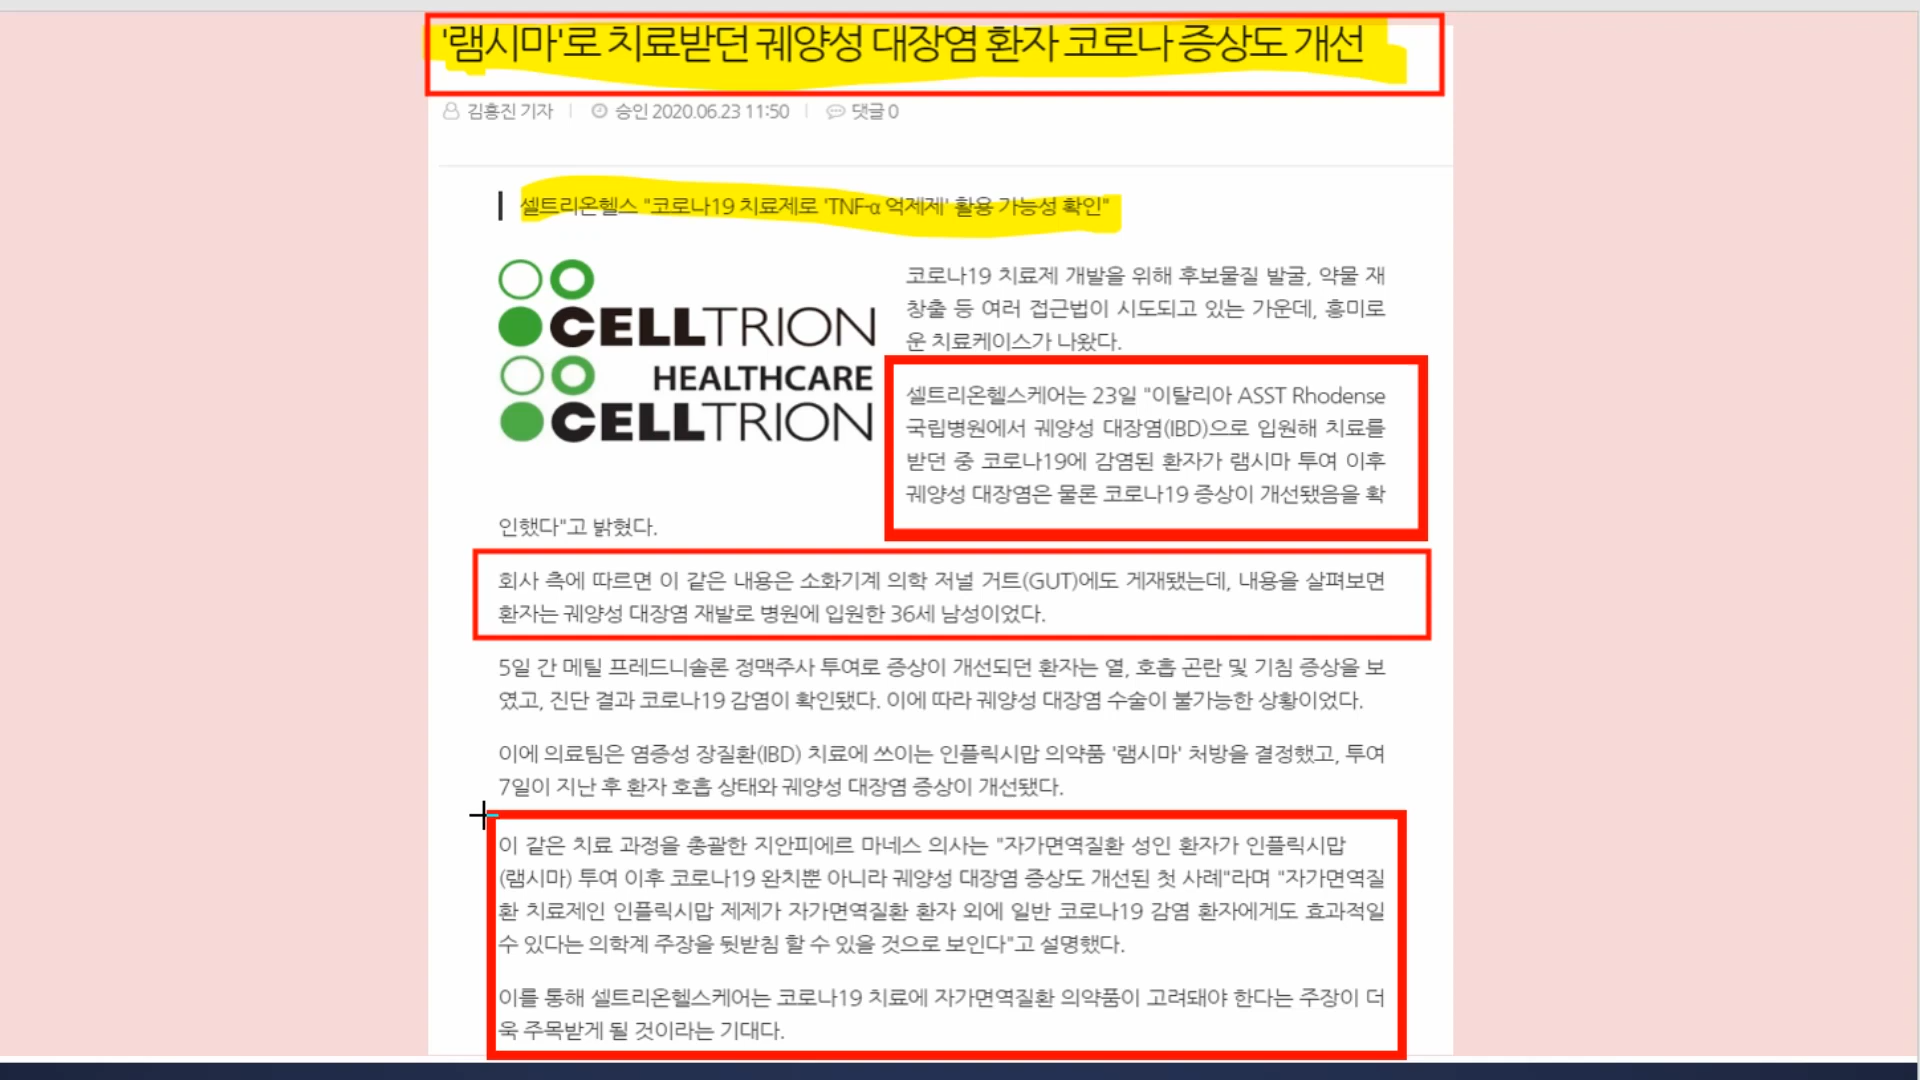 '램시마'로 치료받던 궤양성 대장염 환자 코로나 증상도 개선
김홍진 기자 승인 2020.06.23 11:50 댓글 0
셀트리온헬스 "코로나19 치료제로 'TNF-α 억제제' 활용 가능성 확인"
CELLTRION
HEALTHCARE
CELLTRION
코로나19 치료제 개발을 위해 후보물질 발굴, 약물 재
창출 등 여러 접근법이 시도되고 있는 가운데, 흥미로
운 치료케이스가 나왔다.
셀트리온헬스케어는 23일 "이탈리아 ASST Rhodense
국립병원에서 궤양성 대장염(IBD)으로 입원해 치료를
받던 중 코로나19에 감염된 환자가 램시마 투여 이후
궤양성 대장염은 물론 코로나19 증상이 개선됐음을 확
인했다"고 밝혔다.
회사 측에 따르면 이 같은 내용은 소화기계 의학 저널 거트(GUT)에도 게재됐는데, 내용을 살펴보면
환자는 궤양성 대장염 재발로 병원에 입원한 36세 남성이었다.
5일 간 메틸 프레드니솔론 정맥주사 투여로 증상이 개선되던 환자는 열, 호흡 곤란 및 기침 증상을 보
였고, 진단 결과 코로나19 감염이 확인됐다. 이에 따라 궤양성 대장염 수술이 불가능한 상황이었다.
이에 의료팀은 염증성 장질환(IBD) 치료에 쓰이는 인플릭시맙 의약품 '램시마' 처방을 결정했고, 투여
7일이 지난 후 환자 호흡 상태와 궤양성 대장염 증상이 개선됐다.
이 같은 치료 과정을 총괄한 지안피에르 마네스 의사는 "자가면역질환 성인 환자가 인플릭시맙
(램시마) 투여 이후 코로나19 완치뿐 아니라 궤양성 대장염 증상도 개선된 첫 사례"라며 "자가면역질
환 치료제인 인플릭시맙 제제가 자가면역질환 환자 외에 일반 코로나19 감염 환자에게도 효과적일
수 있다는 의학계 주장을 뒷받침 할 수 있을 것으로 보인다"고 설명했다.
이를 통해 셀트리온헬스케어는 코로나19 치료에 자가면역질환 의약품이 고려돼야 한다는 주장이 더
욱 주목받게 될 것이라는 기대다.